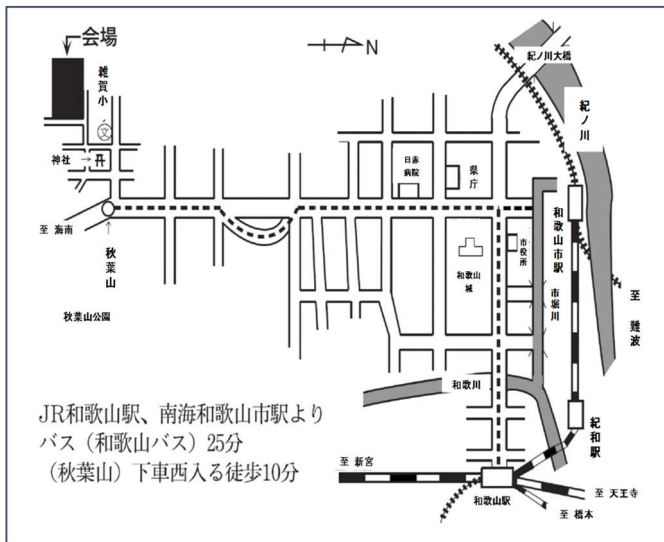 会場
雑賀小
文
神社
至 海南
秋葉山
秋葉山公園
N
日赤
病院
県庁
市役所
和歌山
城
紀ノ川大橋
紀ノ川
和歌山市駅
市堀川
至 難波
和歌川
紀和駅
至 新宮
和歌山駅
至 天王寺
至 橋本
JR和歌山駅、南海和歌山市駅より
バス（和歌山バス）25分
（秋葉山）下車西入る徒歩10分